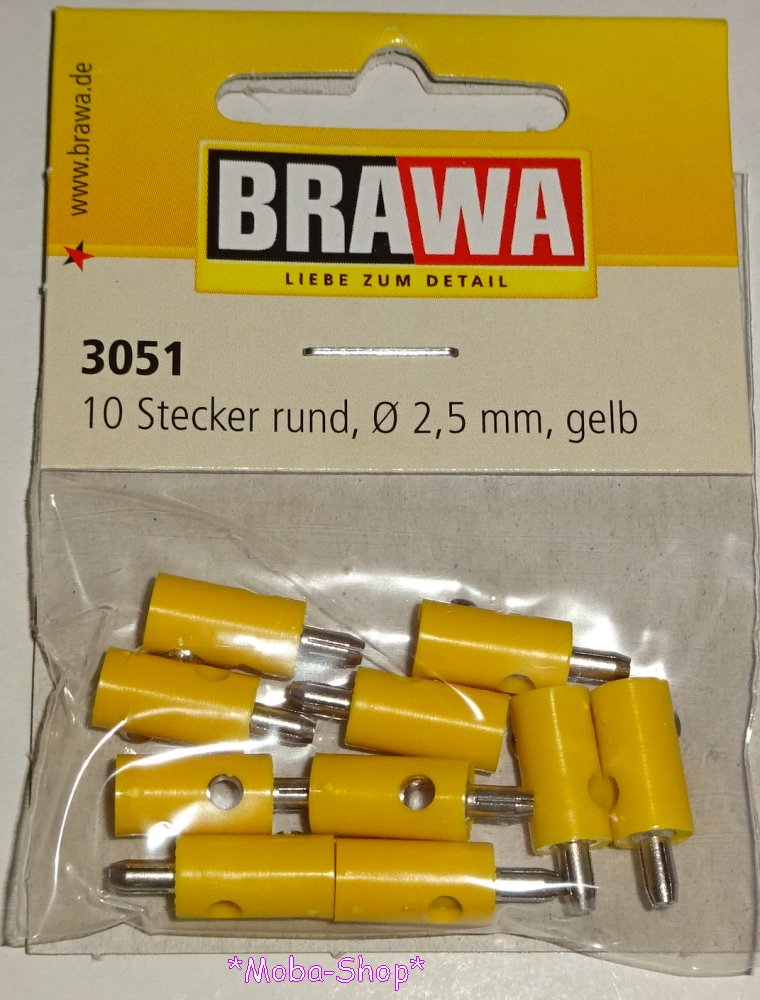 www.brawa.de
BRAWA
LIEBE ZUM DETAIL
3051
10 Stecker rund, Ø 2,5 mm, gelb
*Moba-Shop*